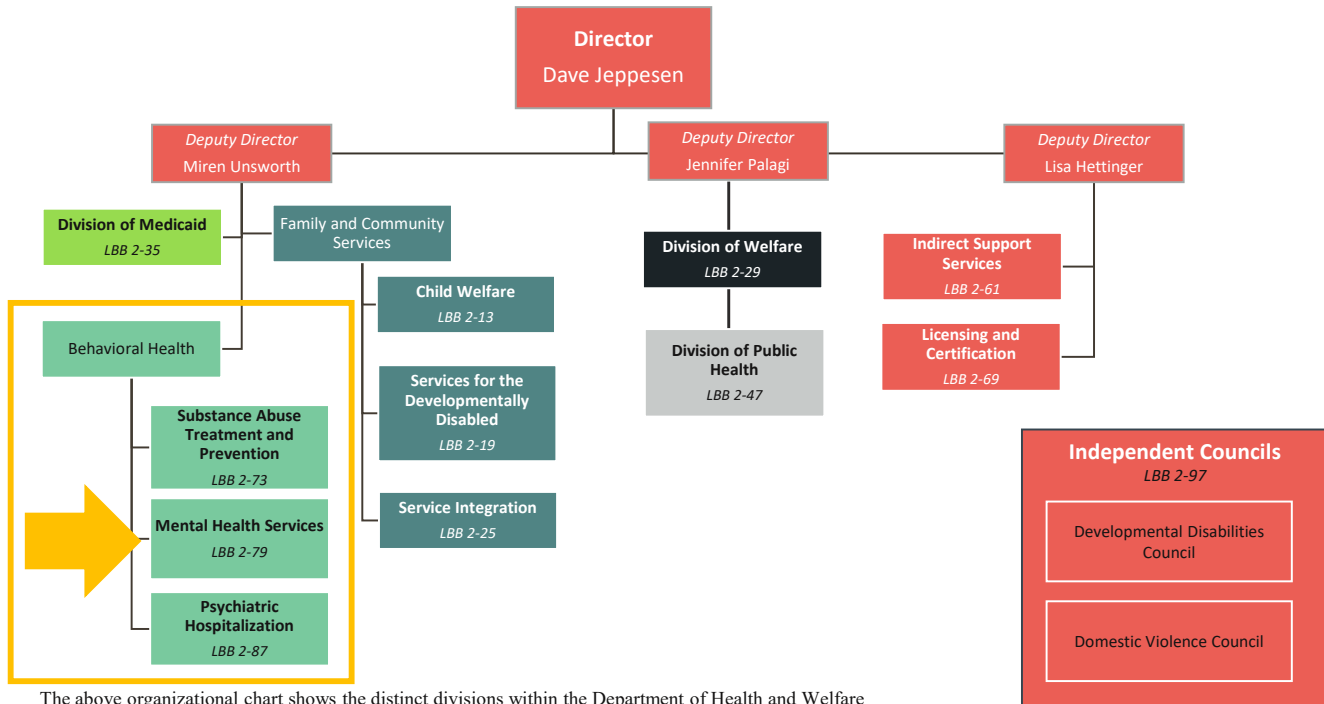 Director
Dave Jeppesen
Deputy Director
Miren Unsworth
Deputy Director
Jennifer Palagi
Deputy Director
Lisa Hettinger
Division of Medicaid
LBB 2-35
Family and Community
Services
Child Welfare
LBB 2-13
Services for the
Developmentally
Disabled
LBB 2-19
Service Integration
LBB 2-25
Behavioral Health
Substance Abuse
Treatment and
Prevention
LBB 2-73
Mental Health Services
LBB 2-79
Psychiatric
Hospitalization
LBB 2-87
Division of Welfare
LBB 2-29
Division of Public
Health
LBB 2-47
Indirect Support
Services
LBB 2-61
Licensing and
Certification
LBB 2-69
Independent Councils
LBB 2-97
Developmental Disabilities
Council
Domestic Violence Council
The above organizational chart shows the distinct divisions within the Department of Health and Welfare